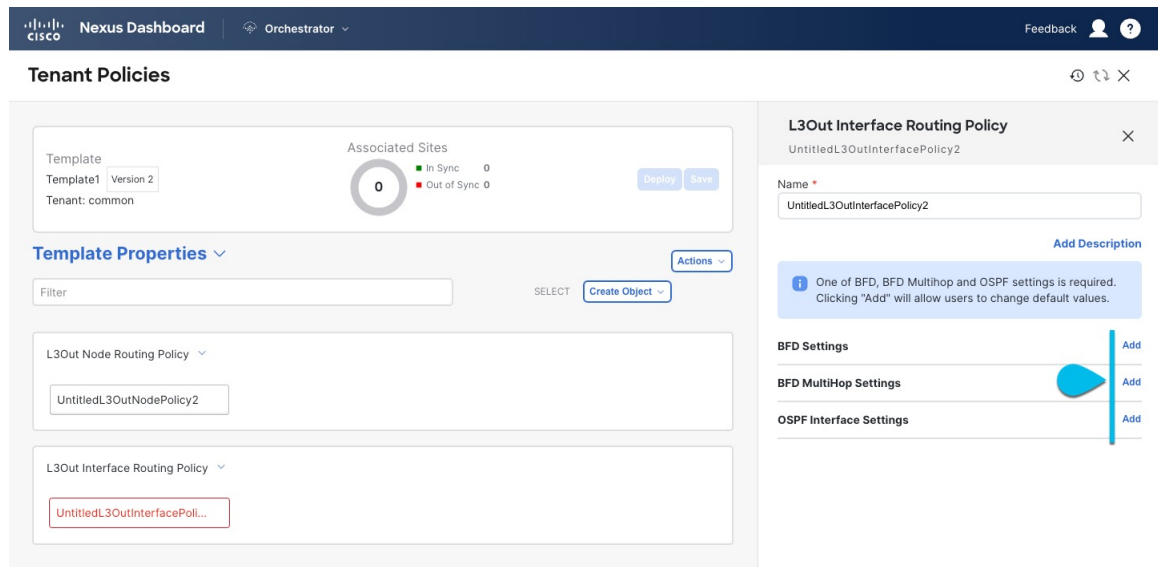 CISCO
Nexus Dashboard
Orchestrator
Feedback
?
Tenant Policies
Template
Template1 Version 2
Tenant: common
Associated Sites
0
In Sync 0
Out of Sync 0
Deploy Save
Template Properties
Actions
Filter
SELECT Create Object
L3Out Node Routing Policy
UntitledL3OutNodePolicy2
L3Out Interface Routing Policy
UntitledL3OutInterfacePoli...
L3Out Interface Routing Policy
UntitledL3OutInterfacePolicy2
Name *
UntitledL3OutInterfacePolicy2
Add Description
i
One of BFD, BFD Multihop and OSPF settings is required.
Clicking "Add" will allow users to change default values.
BFD Settings Add
BFD MultiHop Settings Add
OSPF Interface Settings Add